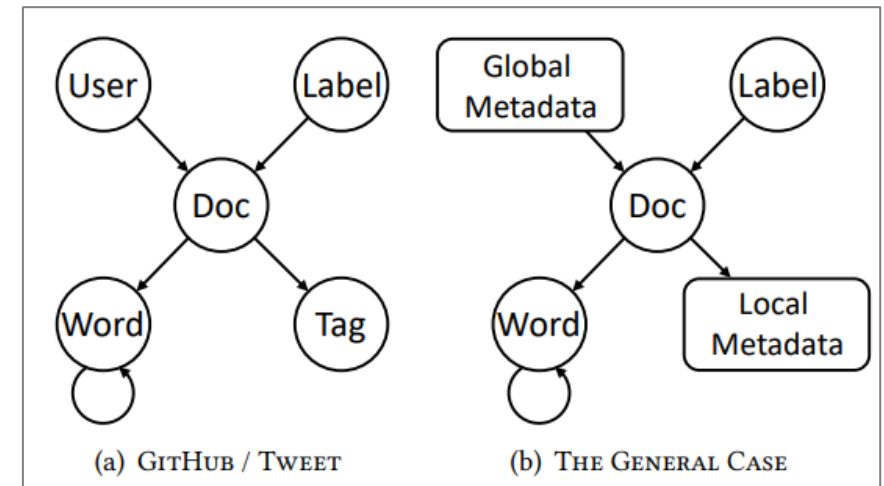 User
Label
Doc
Word
Tag
(a) GITHUB / TWEET
Global
Metadata
Label
Doc
Word
Local
Metadata
(b) THE GENERAL CASE